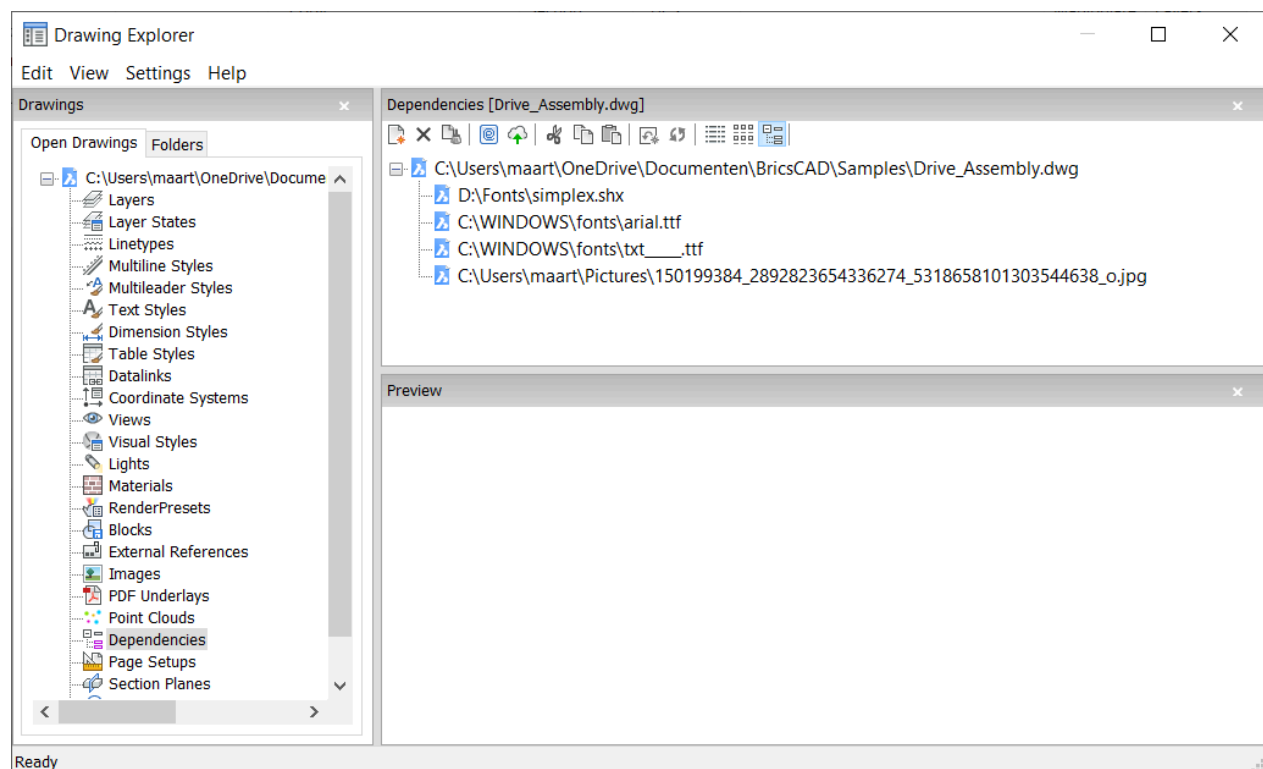 Drawing Explorer
Edit View Settings Help
Drawings
Open Drawings Folders
C:\Users\maart\OneDrive\Docume
Layers
Layer States
Linetypes
Multiline Styles
Multileader Styles
Text Styles
Dimension Styles
Table Styles
Datalinks
Coordinate Systems
Views
Visual Styles
Lights
Materials
RenderPresets
Blocks
External References
Images
PDF Underlays
Point Clouds
Dependencies
Page Setups
Section Planes
Dependencies [Drive_Assembly.dwg]
C:\Users\maart\OneDrive\Documenten\BricsCAD\Samples\Drive_Assembly.dwg
D:\Fonts\simplex.shx
C:\WINDOWS\fonts\arial.ttf
C:\WINDOWS\fonts\txt____.ttf
C:\Users\maart\Pictures\150199384_2892823654336274_5318658101303544638_o.jpg
Preview
Ready